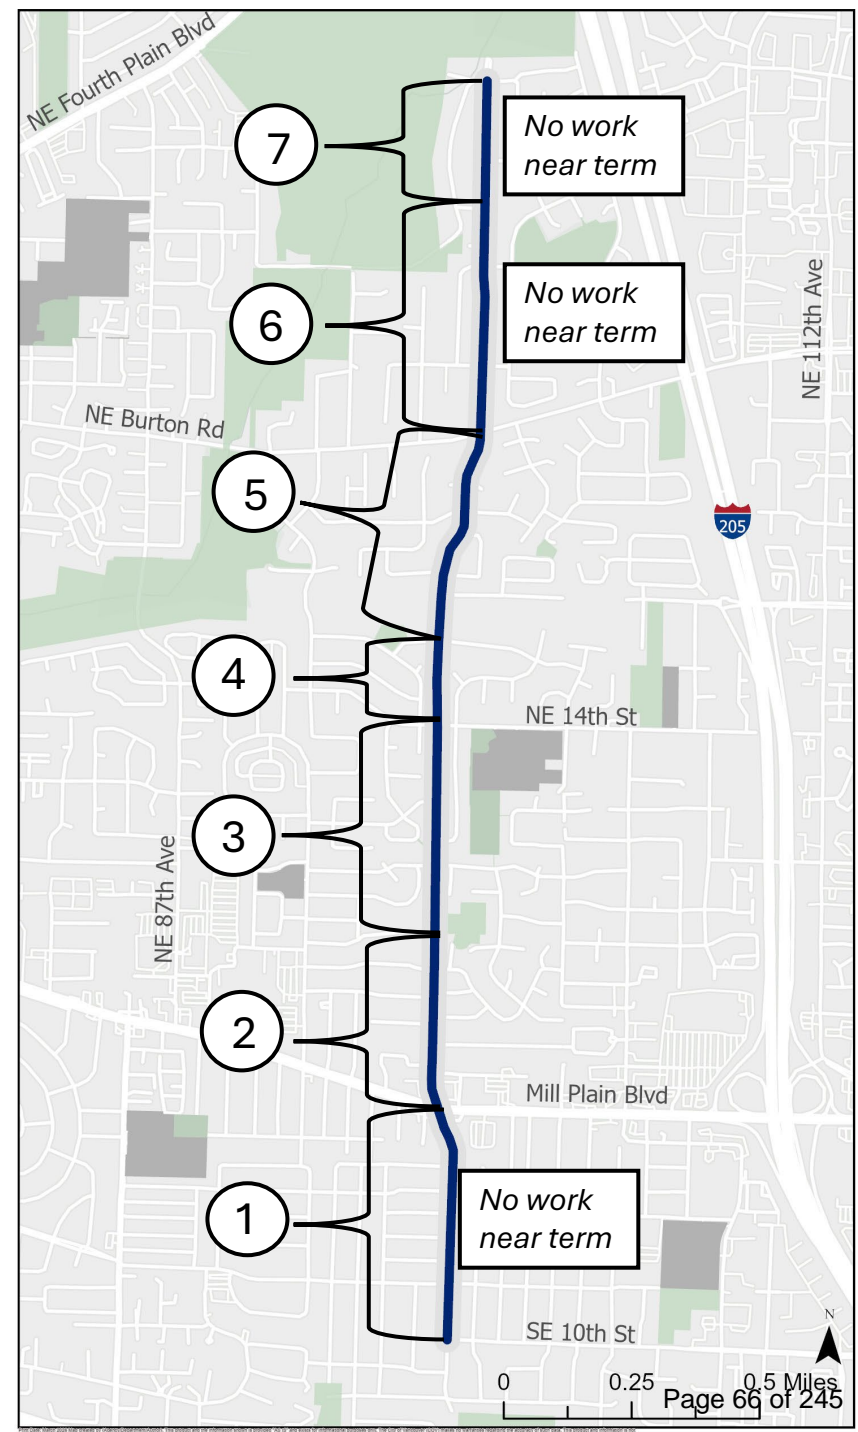 NE Fourth Plain Blvd
7
No work
near term
6
No work
near term
NE 112th Ave
NE Burton Rd
5
205
4
NE 14th St
3
NE 87th Ave
2
Mill Plain Blvd
1
No work
near term
SE 10th St
N
0 0.25 0.5 Miles
Page 66 of 245